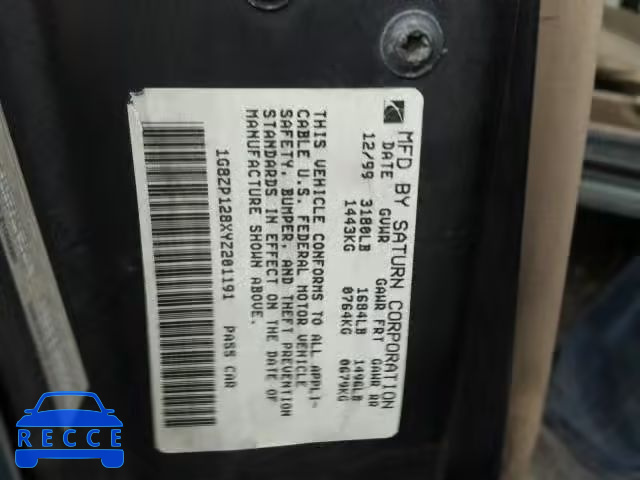 MFD BY SATURN CORPORATION
DATE GVWR GAWR FRT GAWR RR
12/99 3180LB 1684LB 1496LB
1443KG 0764KG 0679KG
THIS VEHICLE CONFORMS TO ALL APPLI-
CABLE U.S. FEDERAL MOTOR VEHICLE
SAFETY, BUMPER, AND THEFT PREVENTION
STANDARDS IN EFFECT ON THE DATE OF
MANUFACTURE SHOWN ABOVE.
1G8ZP128XYZ201191 PASS CAR
RECCE